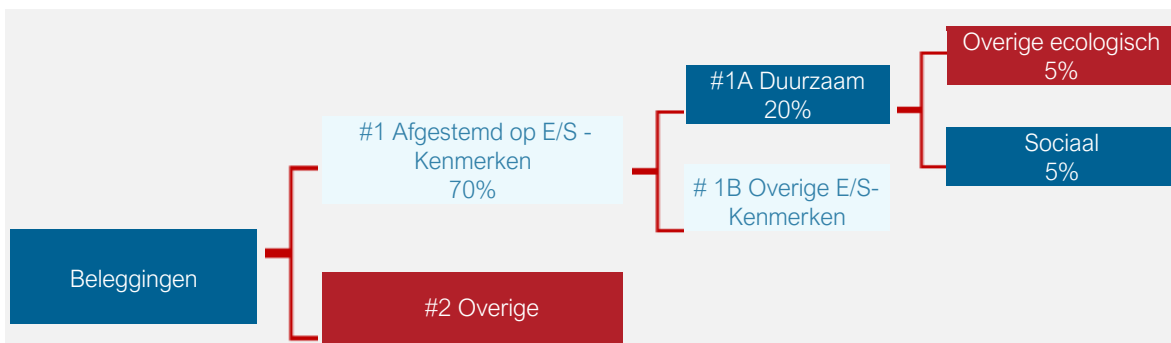 Beleggingen
#1 Afgestemd op E/S -
Kenmerken
70%
#2 Overige
#1A Duurzaam
20%
# 1B Overige E/S-
Kenmerken
Overige ecologisch
5%
Sociaal
5%